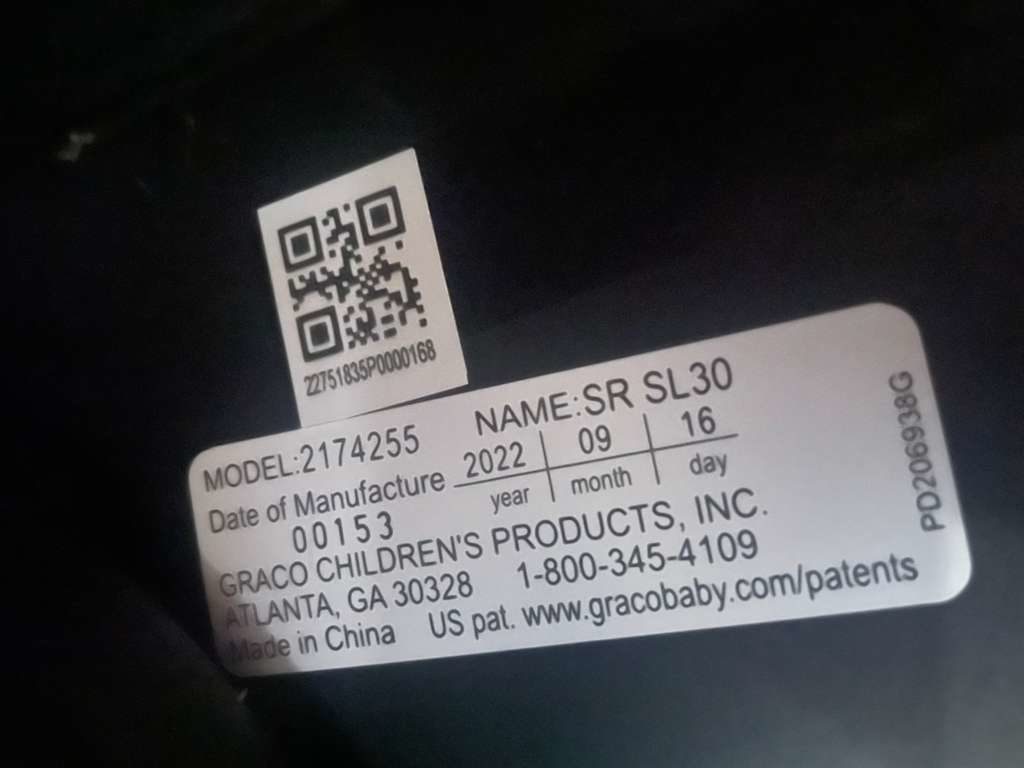 22751835P0000168
MODEL:2174255 NAME:SR SL30
Date of Manufacture 2022 09 16
year month day
00153
GRACO CHILDREN'S PRODUCTS, INC.
ATLANTA, GA 30328 1-800-345-4109
Made in China US pat. www.gracobaby.com/patents
PD206938G